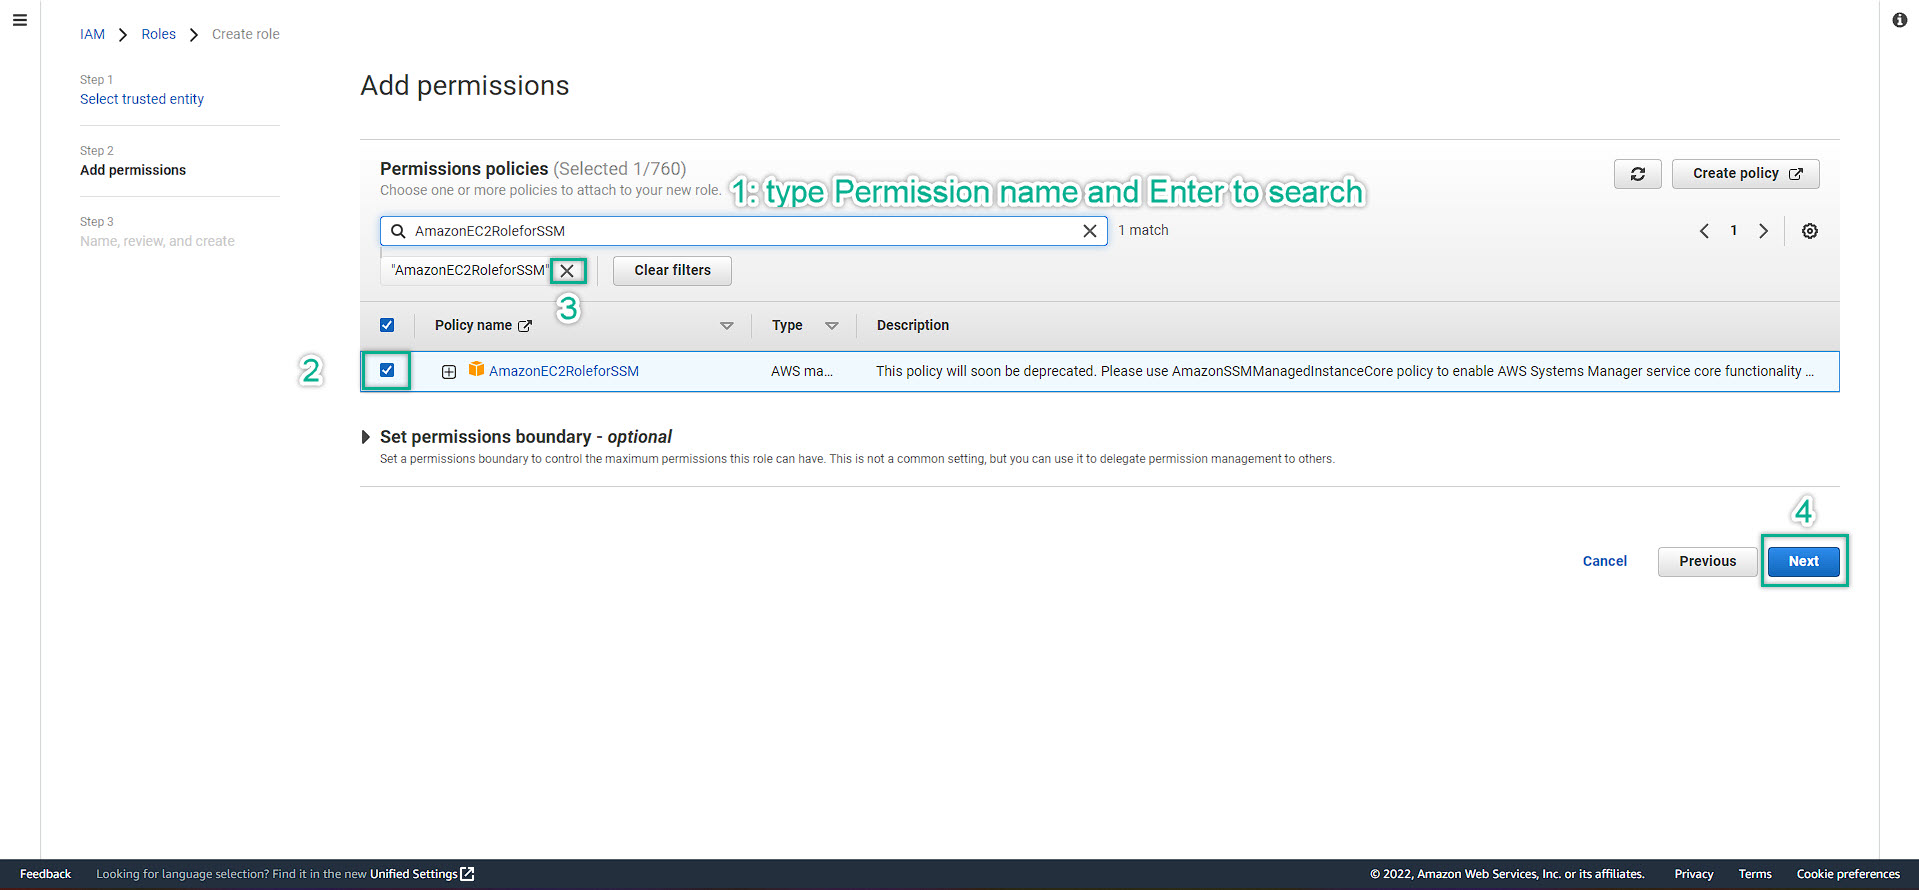 IAM > Roles > Create role
Step 1
Select trusted entity
Step 2
Add permissions
Step 3
Name, review, and create
Add permissions
Permissions policies (Selected 1/760)
Choose one or more policies to attach to your new role.
1: type Permission name and Enter to search
Create policy
AmazonEC2RoleforSSM
1 match
1
"AmazonEC2RoleforSSM"
Clear filters
3
Policy name Type Description
2
AmazonEC2RoleforSSM AWS ma... This policy will soon be deprecated. Please use AmazonSSMManagedInstanceCore policy to enable AWS Systems Manager service core functionality ...
Set permissions boundary - optional
Set a permissions boundary to control the maximum permissions this role can have. This is not a common setting, but you can use it to delegate permission management to others.
4
Cancel Previous Next
Feedback Looking for language selection? Find it in the new Unified Settings © 2022, Amazon Web Services, Inc. or its affiliates. Privacy Terms Cookie preferences